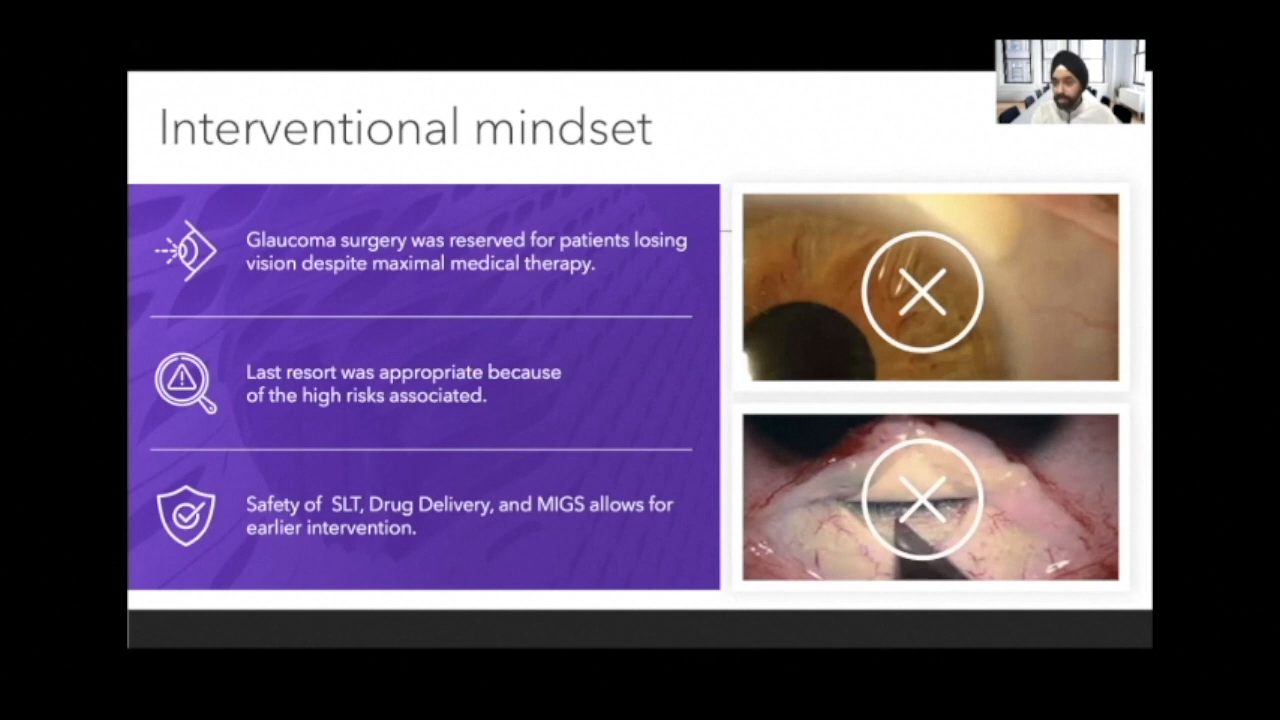 Interventional mindset
Glaucoma surgery was reserved for patients losing
vision despite maximal medical therapy.
Last resort was appropriate because
of the high risks associated.
Safety of  SLT, Drug Delivery, and MIGS allows for
earlier intervention.